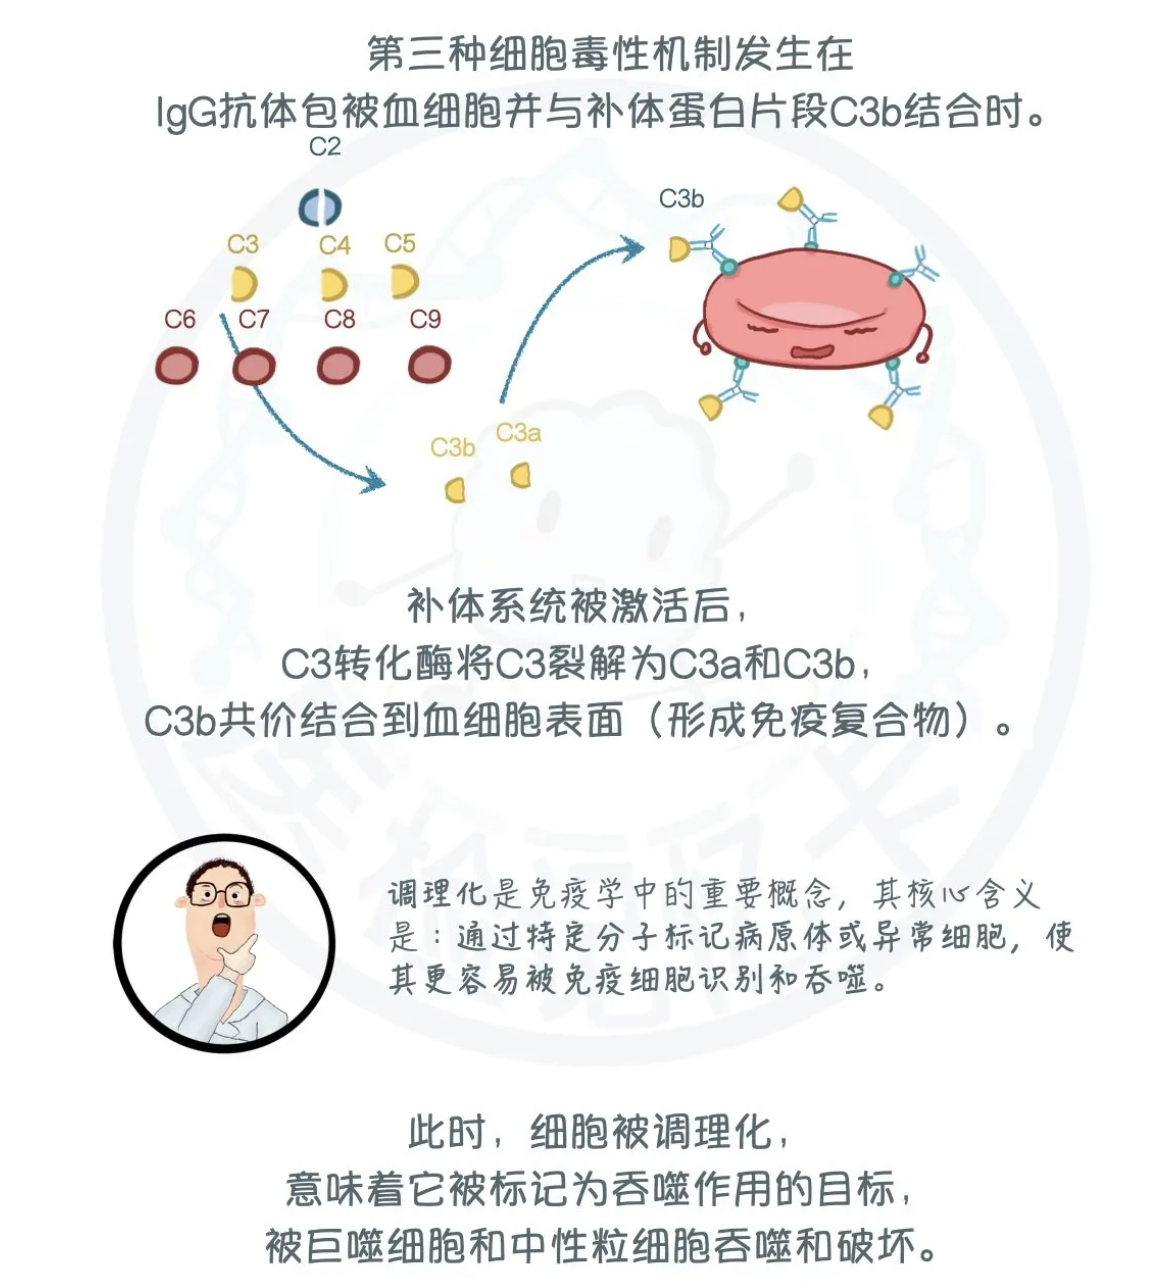 第三种细胞毒性机制发生在
IgG抗体包被血细胞并与补体蛋白片段C3b结合时。
C2
C3b
C3 C4 C5
C6 C7 C8 C9
C3b C3a
补体系统被激活后,
C3转化酶将C3裂解为C3a和C3b,
C3b共价结合到血细胞表面（形成免疫复合物）。
调理化是免疫学中的重要概念，其核心含义
是：通过特定分子标记病原体或异常细胞，使
其更容易被免疫细胞识别和吞噬。
此时，细胞被调理化,
意味着它被标记为吞噬作用的目标,
被巨噬细胞和中性粒细胞吞噬和破坏。